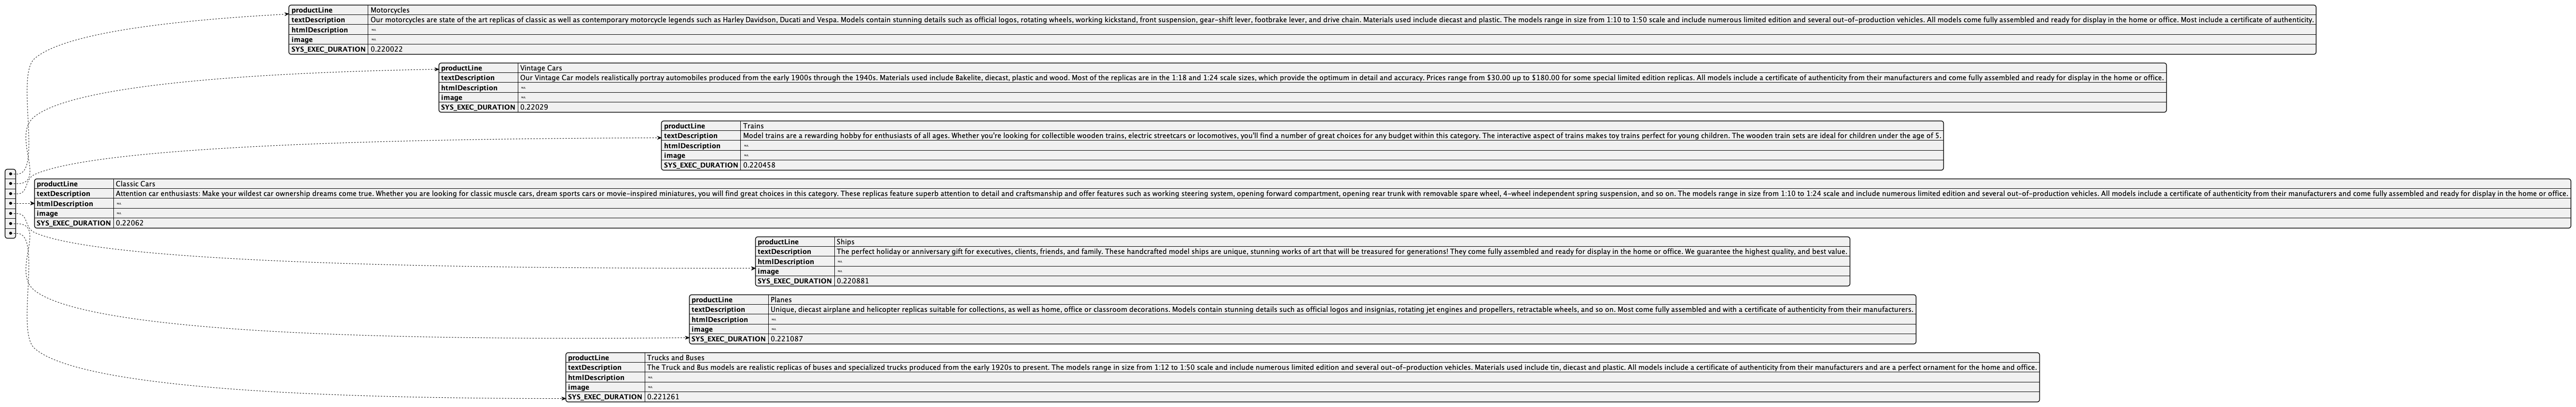 productLine Motorcycles
textDescription Our motorcycles are state of the art replicas of classic as well as contemporary motorcycle legends such as Harley Davidson, Ducati and Vespa. Models contain stunning details such as official logos, rotating wheels, working kickstand, front suspension, gear-shift lever, footbrake lever, and drive chain. Materials used include diecast and plastic. The models range in size from 1:10 to 1:50 scale and include numerous limited edition and several out-of-production vehicles. All models come fully assembled and ready for display in the home or office. Most include a certificate of authenticity.
htmlDescription
image
SYS_EXEC_DURATION 0.220022
productLine Vintage Cars
textDescription Our Vintage Car models realistically portray automobiles produced from the early 1900s through the 1940s. Materials used include Bakelite, diecast, plastic and wood. Most of the replicas are in the 1:18 and 1:24 scale sizes, which provide the optimum in detail and accuracy. Prices range from $30.00 up to $180.00 for some special limited edition replicas. All models include a certificate of authenticity from their manufacturers and come fully assembled and ready for display in the home or office.
htmlDescription
image
SYS_EXEC_DURATION 0.22029
productLine Trains
textDescription Model trains are a rewarding hobby for enthusiasts of all ages. Whether you're looking for collectible wooden trains, electric streetcars or locomotives, you'll find a number of great choices for any budget within this category. The interactive aspect of trains makes toy trains perfect for young children. The wooden train sets are ideal for children under the age of 5.
htmlDescription
image
SYS_EXEC_DURATION 0.220458
productLine Classic Cars
textDescription Attention car enthusiasts: Make your wildest car ownership dreams come true. Whether you are looking for classic muscle cars, dream sports cars or movie-inspired miniatures, you will find great choices in this category. These replicas feature superb attention to detail and craftsmanship and offer features such as working steering system, opening forward compartment, opening rear trunk with removable spare wheel, 4-wheel independent spring suspension, and so on. The models range in size from 1:10 to 1:24 scale and include numerous limited edition and several out-of-production vehicles. All models include a certificate of authenticity from their manufacturers and come fully assembled and ready for display in the home or office.
htmlDescription
image
SYS_EXEC_DURATION 0.22062
productLine Ships
textDescription The perfect holiday or anniversary gift for executives, clients, friends, and family. These handcrafted model ships are unique, stunning works of art that will be treasured for generations! They come fully assembled and ready for display in the home or office. We guarantee the highest quality, and best value.
htmlDescription
image
SYS_EXEC_DURATION 0.220881
productLine Planes
textDescription Unique, diecast airplane and helicopter replicas suitable for collections, as well as home, office or classroom decorations. Models contain stunning details such as official logos and insignias, rotating jet engines and propellers, retractable wheels, and so on. Most come fully assembled and with a certificate of authenticity from their manufacturers.
htmlDescription
image
SYS_EXEC_DURATION 0.221087
productLine Trucks and Buses
textDescription The Truck and Bus models are realistic replicas of buses and specialized trucks produced from the early 1920s to present. The models range in size from 1:12 to 1:50 scale and include numerous limited edition and several out-of-production vehicles. Materials used include tin, diecast and plastic. All models include a certificate of authenticity from their manufacturers and are a perfect ornament for the home and office.
htmlDescription
image
SYS_EXEC_DURATION 0.221261